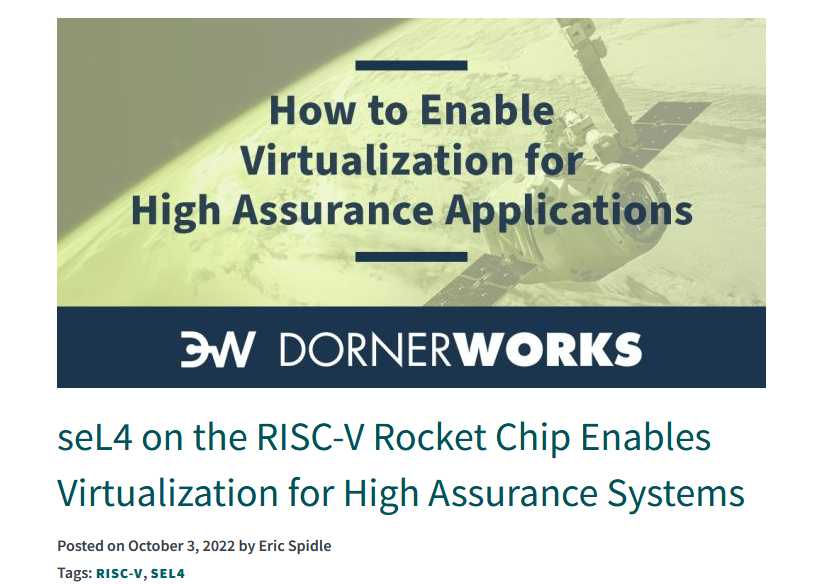 How to Enable
Virtualization for
High Assurance Applications
DORNERWORKS
seL4 on the RISC-V Rocket Chip Enables
Virtualization for High Assurance Systems
Posted on October 3, 2022 by Eric Spidle
Tags: RISC-V, SEL4